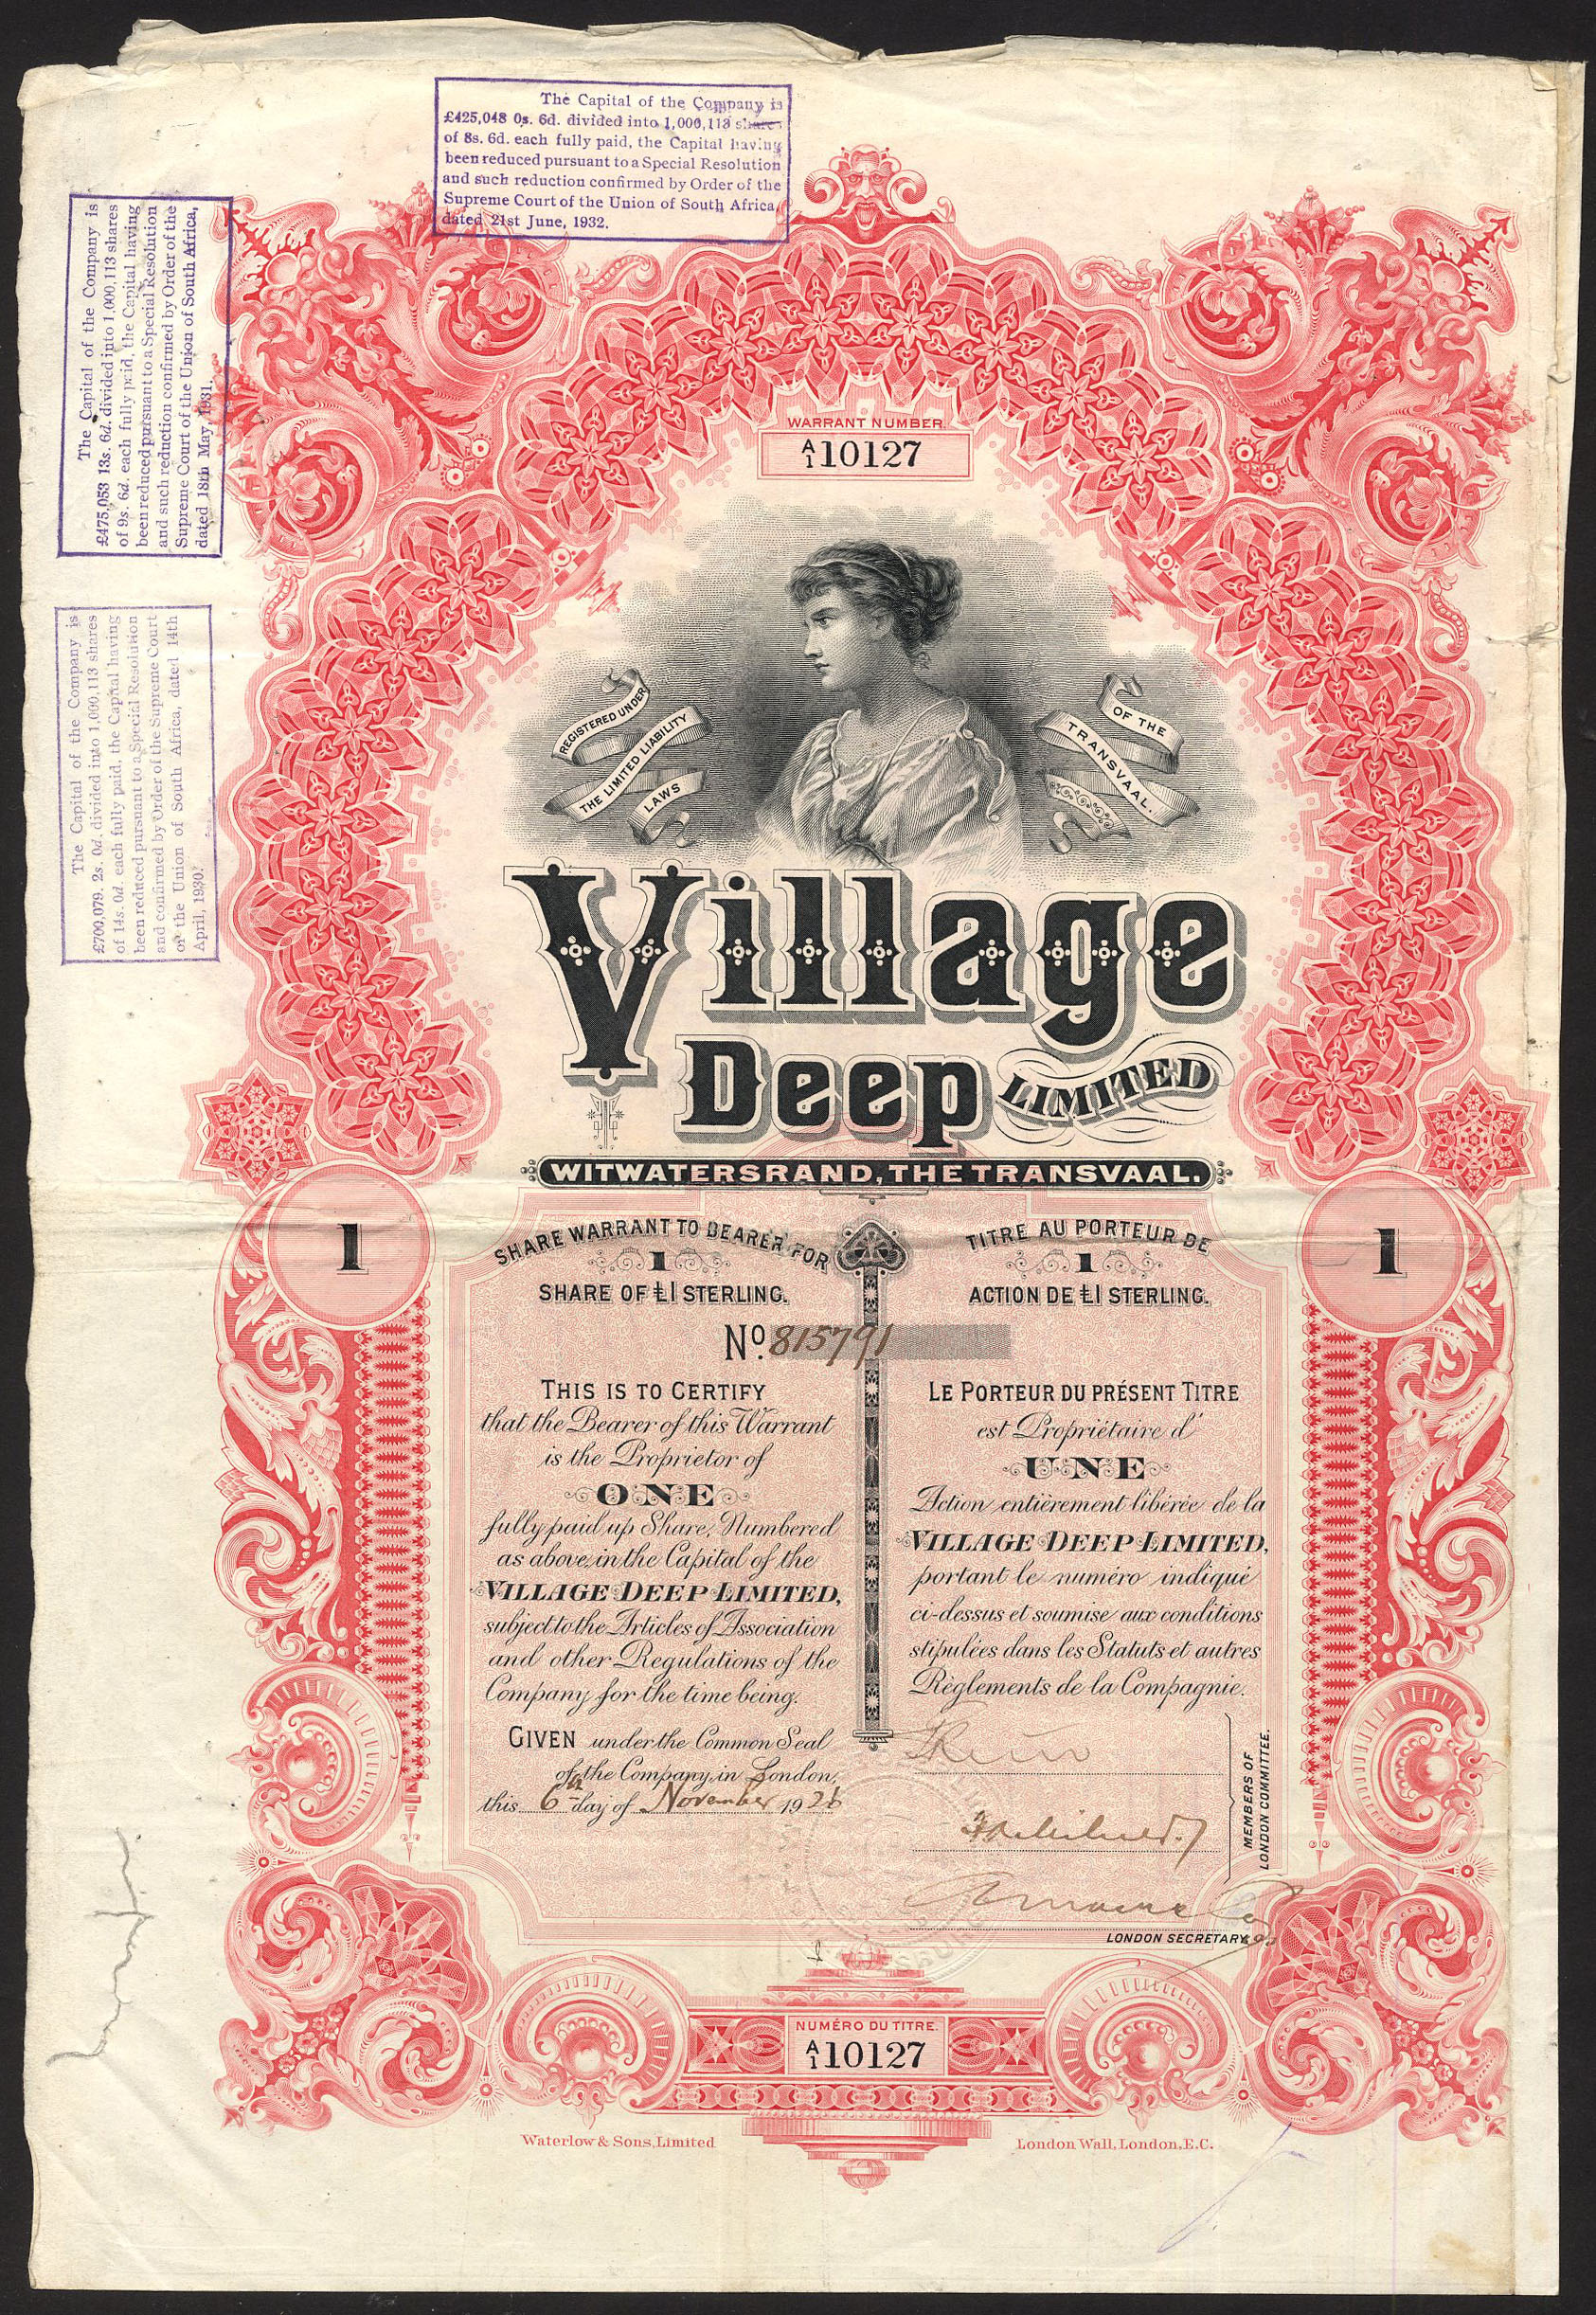 The Capital of the Company is
£425,048 0s. 6d. divided into 1,000,113 shares
of 8s. 6d. each fully paid, the Capital having
been reduced pursuant to a Special Resolution
and such reduction confirmed by Order of the
Supreme Court of the Union of South Africa,
dated 21st June, 1932.
The Capital of the Company is
£475,053 13s. 6d. divided into 1,000,113 shares
of 9s. 6d. each fully paid, the Capital having
been reduced pursuant to a Special Resolution
and such reduction confirmed by Order of the
Supreme Court of the Union of South Africa,
dated 18th May, 1931.
The Capital of the Company is
£700,079. 2s. 0d. divided into 1,000,113 shares
of 14s. 0d. each fully paid, the Capital having
been reduced pursuant to a Special Resolution
and confirmed by Order of the Supreme Court
of the Union of South Africa, dated 14th
April, 1930.
WARRANT NUMBER.
A/1 10127
REGISTERED UNDER
THE LIMITED LIABILITY
LAWS
OF THE
TRANSVAAL.
Village
Deep LIMITED
WITWATERSRAND, THE TRANSVAAL.
1
1
SHARE WARRANT TO BEARER FOR
1
SHARE OF £1 STERLING.
TITRE AU PORTEUR DE
1
ACTION DE £1 STERLING.
No. 815791
THIS IS TO CERTIFY
that the Bearer of this Warrant
is the Proprietor of
ONE
fully paid up Share, Numbered
as above, in the Capital of the
VILLAGE DEEP LIMITED,
subject to the Articles of Association
and other Regulations of the
Company for the time being.
GIVEN under the Common Seal
of the Company, in London,
this 6th day of November 1926
LE PORTEUR DU PRÉSENT TITRE
est Propriétaire d'
UNE
Action entièrement libérée de la
VILLAGE DEEP LIMITED,
portant le numéro indiqué
ci-dessus et soumise aux conditions
stipulées dans les Statuts et autres
Règlements de la Compagnie.
MEMBERS OF
LONDON COMMITTEE.
LONDON SECRETARY
NUMÉRO DU TITRE.
A/1 10127
Waterlow & Sons, Limited
London Wall, London, E.C.